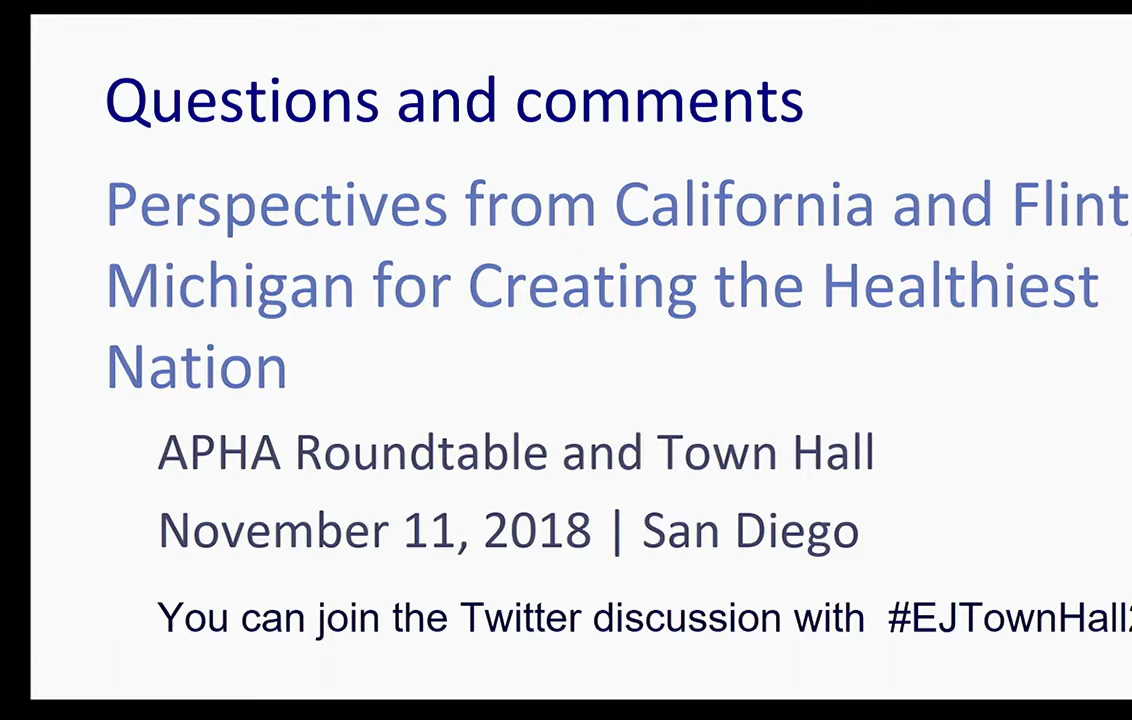 Questions and comments
Perspectives from California and Flint,
Michigan for Creating the Healthiest
Nation
APHA Roundtable and Town Hall
November 11, 2018 | San Diego
You can join the Twitter discussion with #EJTownHall